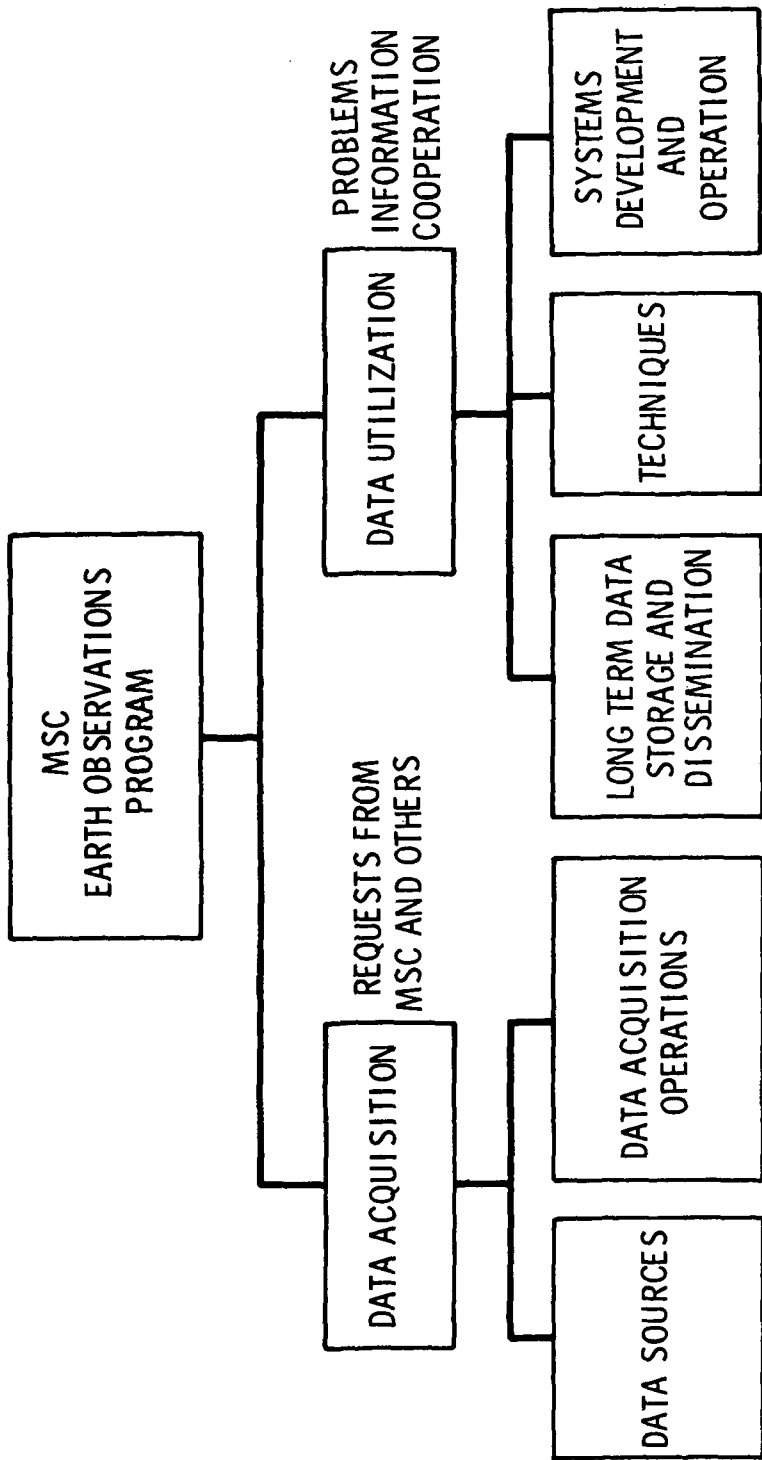 MSC
EARTH OBSERVATIONS
PROGRAM
DATA ACQUISITION
REQUESTS FROM
MSC AND OTHERS
DATA UTILIZATION
PROBLEMS
INFORMATION
COOPERATION
DATA SOURCES
DATA ACQUISITION
OPERATIONS
LONG TERM DATA
STORAGE AND
DISSEMINATION
TECHNIQUES
SYSTEMS
DEVELOPMENT
AND
OPERATION